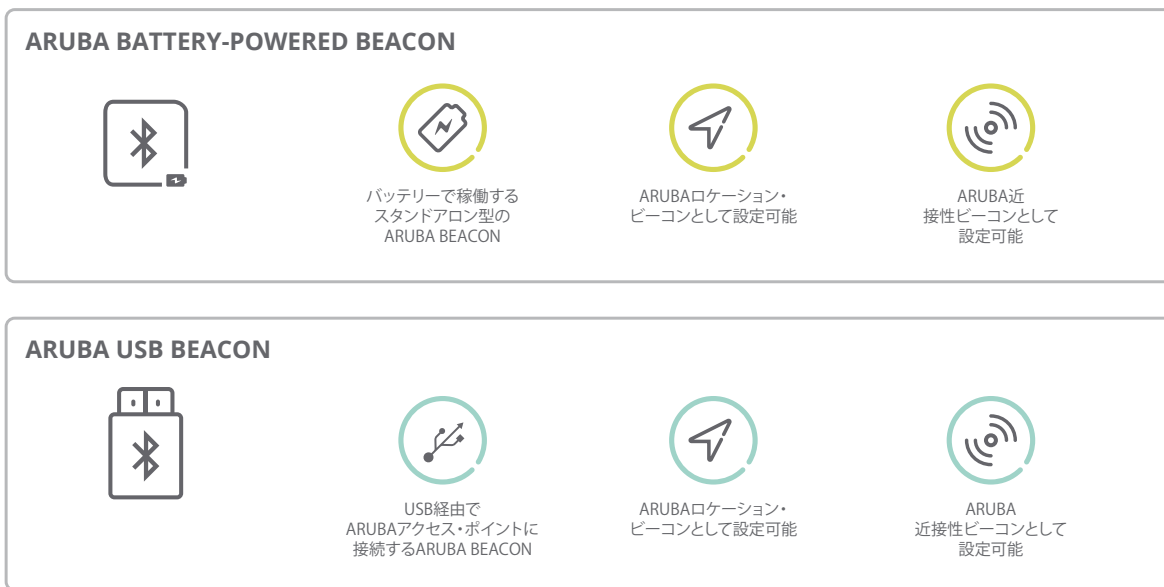 ARUBA BATTERY-POWERED BEACON
バッテリーで稼働する
スタンドアロン型の
ARUBA BEACON
ARUBAロケーション・
ビーコンとして設定可能
ARUBA近
接性ビーコンとして
設定可能
ARUBA USB BEACON
USB経由で
ARUBAアクセス・ポイントに
接続するARUBA BEACON
ARUBAロケーション・
ビーコンとして設定可能
ARUBA
近接性ビーコンとして
設定可能